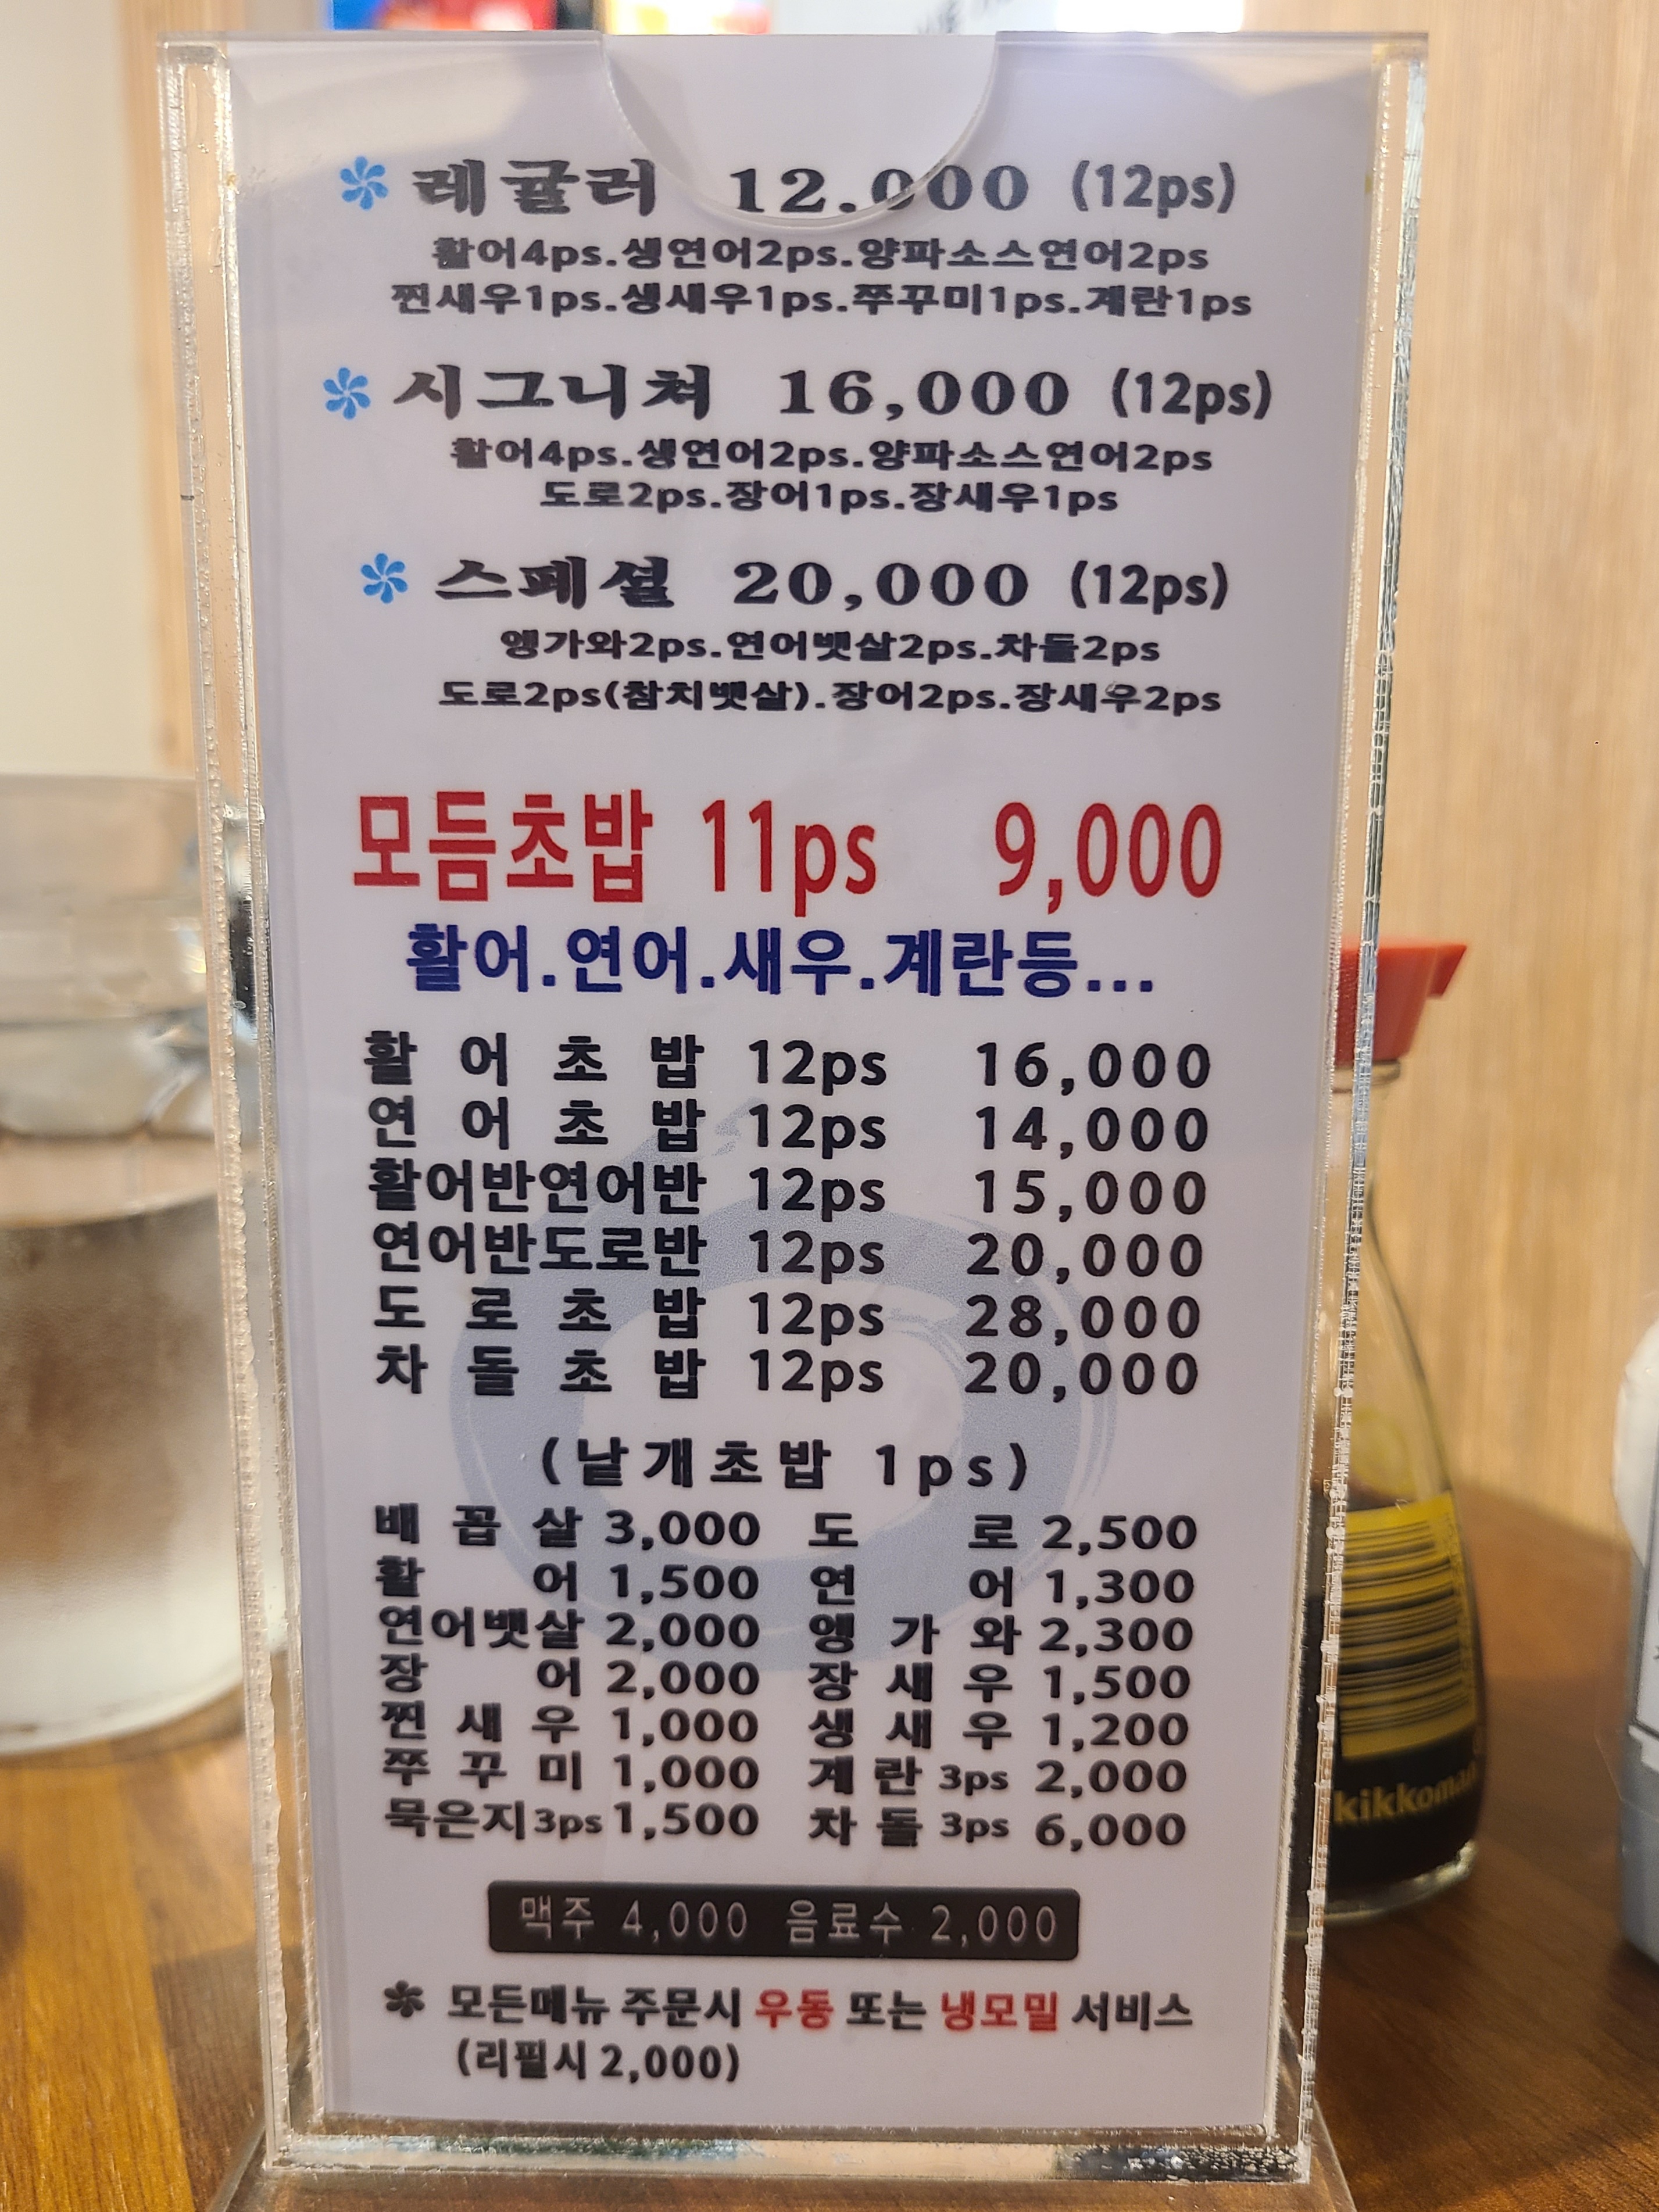 레귤러 12.000 (12ps)
활어4ps.생연어2ps.양파소스연어2ps
찐새우1ps.생새우1ps.쭈꾸미1ps.계란1ps
시그니쳐 16,000 (12ps)
활어4ps.생연어2ps.양파소스연어2ps
도로2ps.장어1ps.장새우1ps
스페셜 20,000 (12ps)
엥가와2ps.연어뱃살2ps.차돌2ps
도로2ps(참치뱃살).장어2ps.장새우2ps
모듬초밥 11ps 9,000
활어.연어.새우.계란등...
활어초밥 12ps 16,000
연어초밥 12ps 14,000
활어반연어반 12ps 15,000
연어반도로반 12ps 20,000
도로초밥 12ps 28,000
차돌초밥 12ps 20,000
(낱개초밥 1ps)
배꼽살 3,000 도로 2,500
활어 1,500 연어 1,300
연어뱃살 2,000 엥가와 2,300
장어 2,000 장새우 1,500
찐새우 1,000 생새우 1,200
쭈꾸미 1,000 계란 3ps 2,000
묵은지3ps 1,500 차돌 3ps 6,000
맥주 4,000 음료수 2,000
✽ 모든메뉴 주문시 우동 또는 냉모밀 서비스
(리필시 2,000)
kikkoman